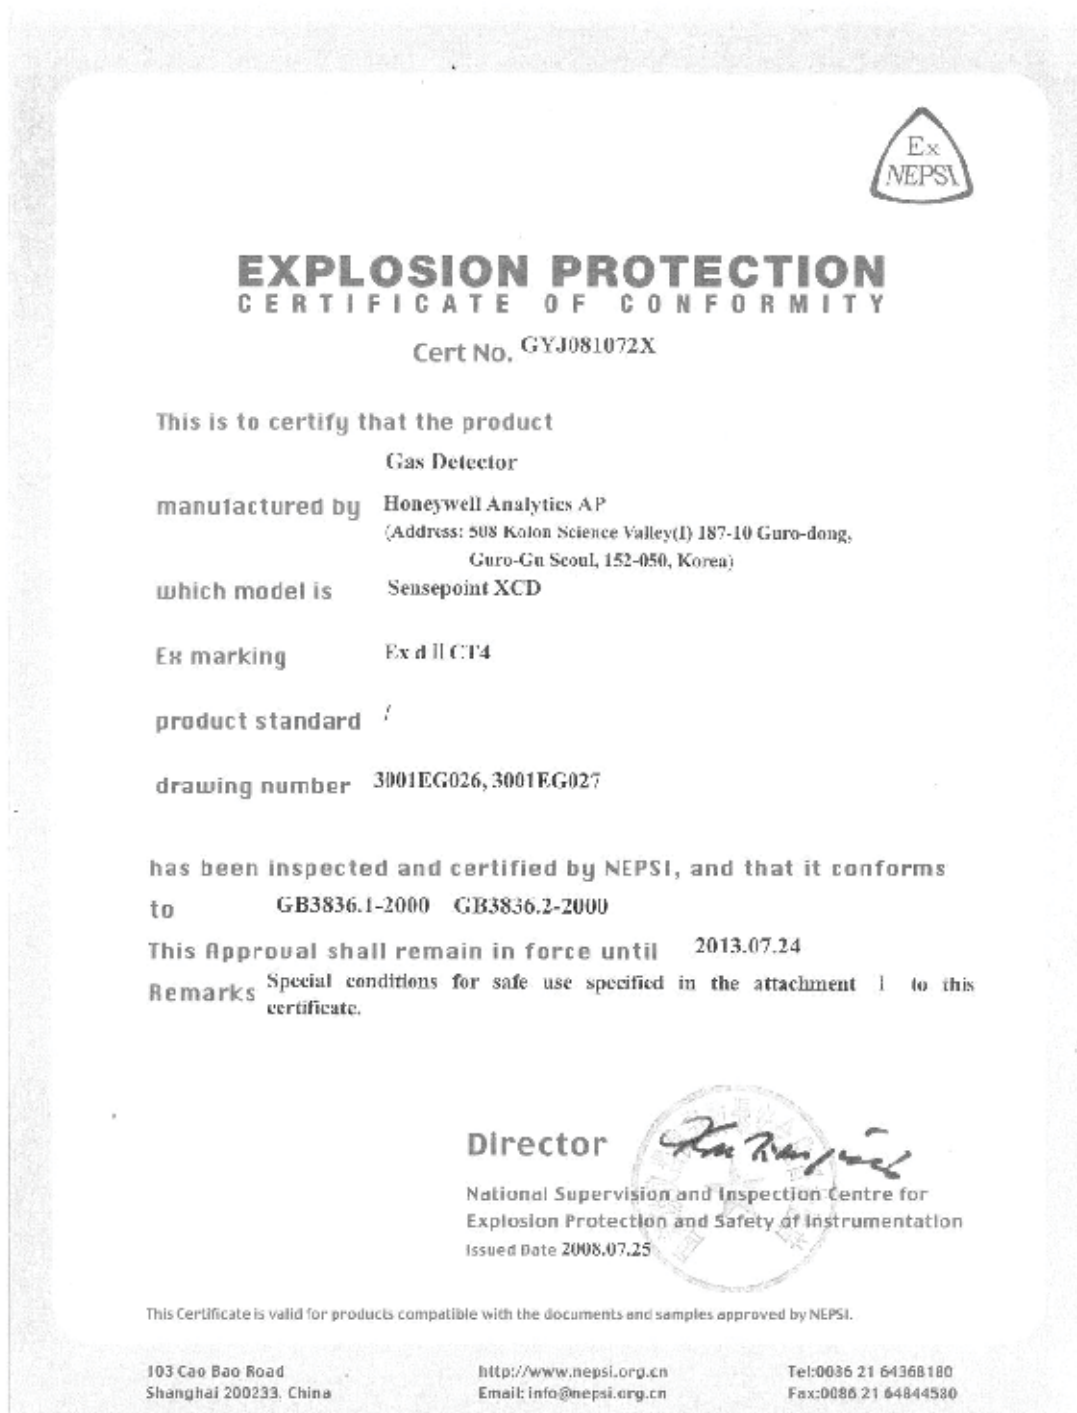 Ex
NEPSI
EXPLOSION PROTECTION
CERTIFICATE OF CONFORMITY
Cert No. GYJ081072X
This is to certify that the product
Gas Detector
manufactured by Honeywell Analytics AP
(Address: 508 Kolon Science Valley(I) 187-10 Guro-dong,
Guro-Gu Seoul, 152-050, Korea)
which model is Sensepoint XCD
Ex marking Ex d II CT4
product standard /
drawing number 3001EG026, 3001EG027
has been inspected and certified by NEPSI, and that it conforms
to GB3836.1-2000 GB3836.2-2000
This Approval shall remain in force until 2013.07.24
Remarks Special conditions for safe use specified in the attachment 1 to this
certificate.
Director
National Supervision and Inspection Centre for
Explosion Protection and Safety of Instrumentation
Issued Date 2008.07.25
This Certificate is valid for products compatible with the documents and samples approved by NEPSI.
103 Cao Bao Road http://www.nepsi.org.cn Tel:0086 21 64368180
Shanghai 200233, China Email: info@nepsi.org.cn Fax:0086 21 64844580